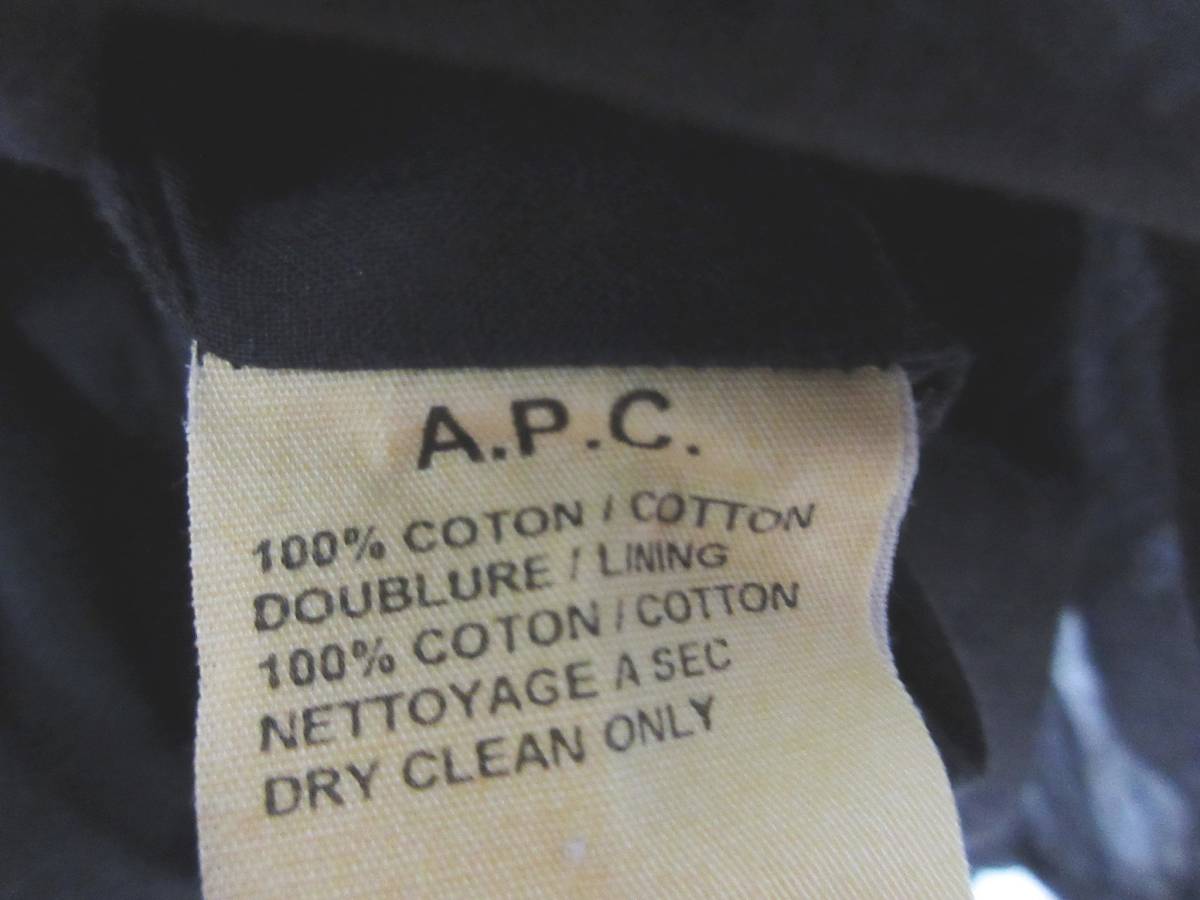 A.P.C.
100% COTON / COTTON
DOUBLURE / LINING
100% COTON / COTTON
NETTOYAGE A SEC
DRY CLEAN ONLY